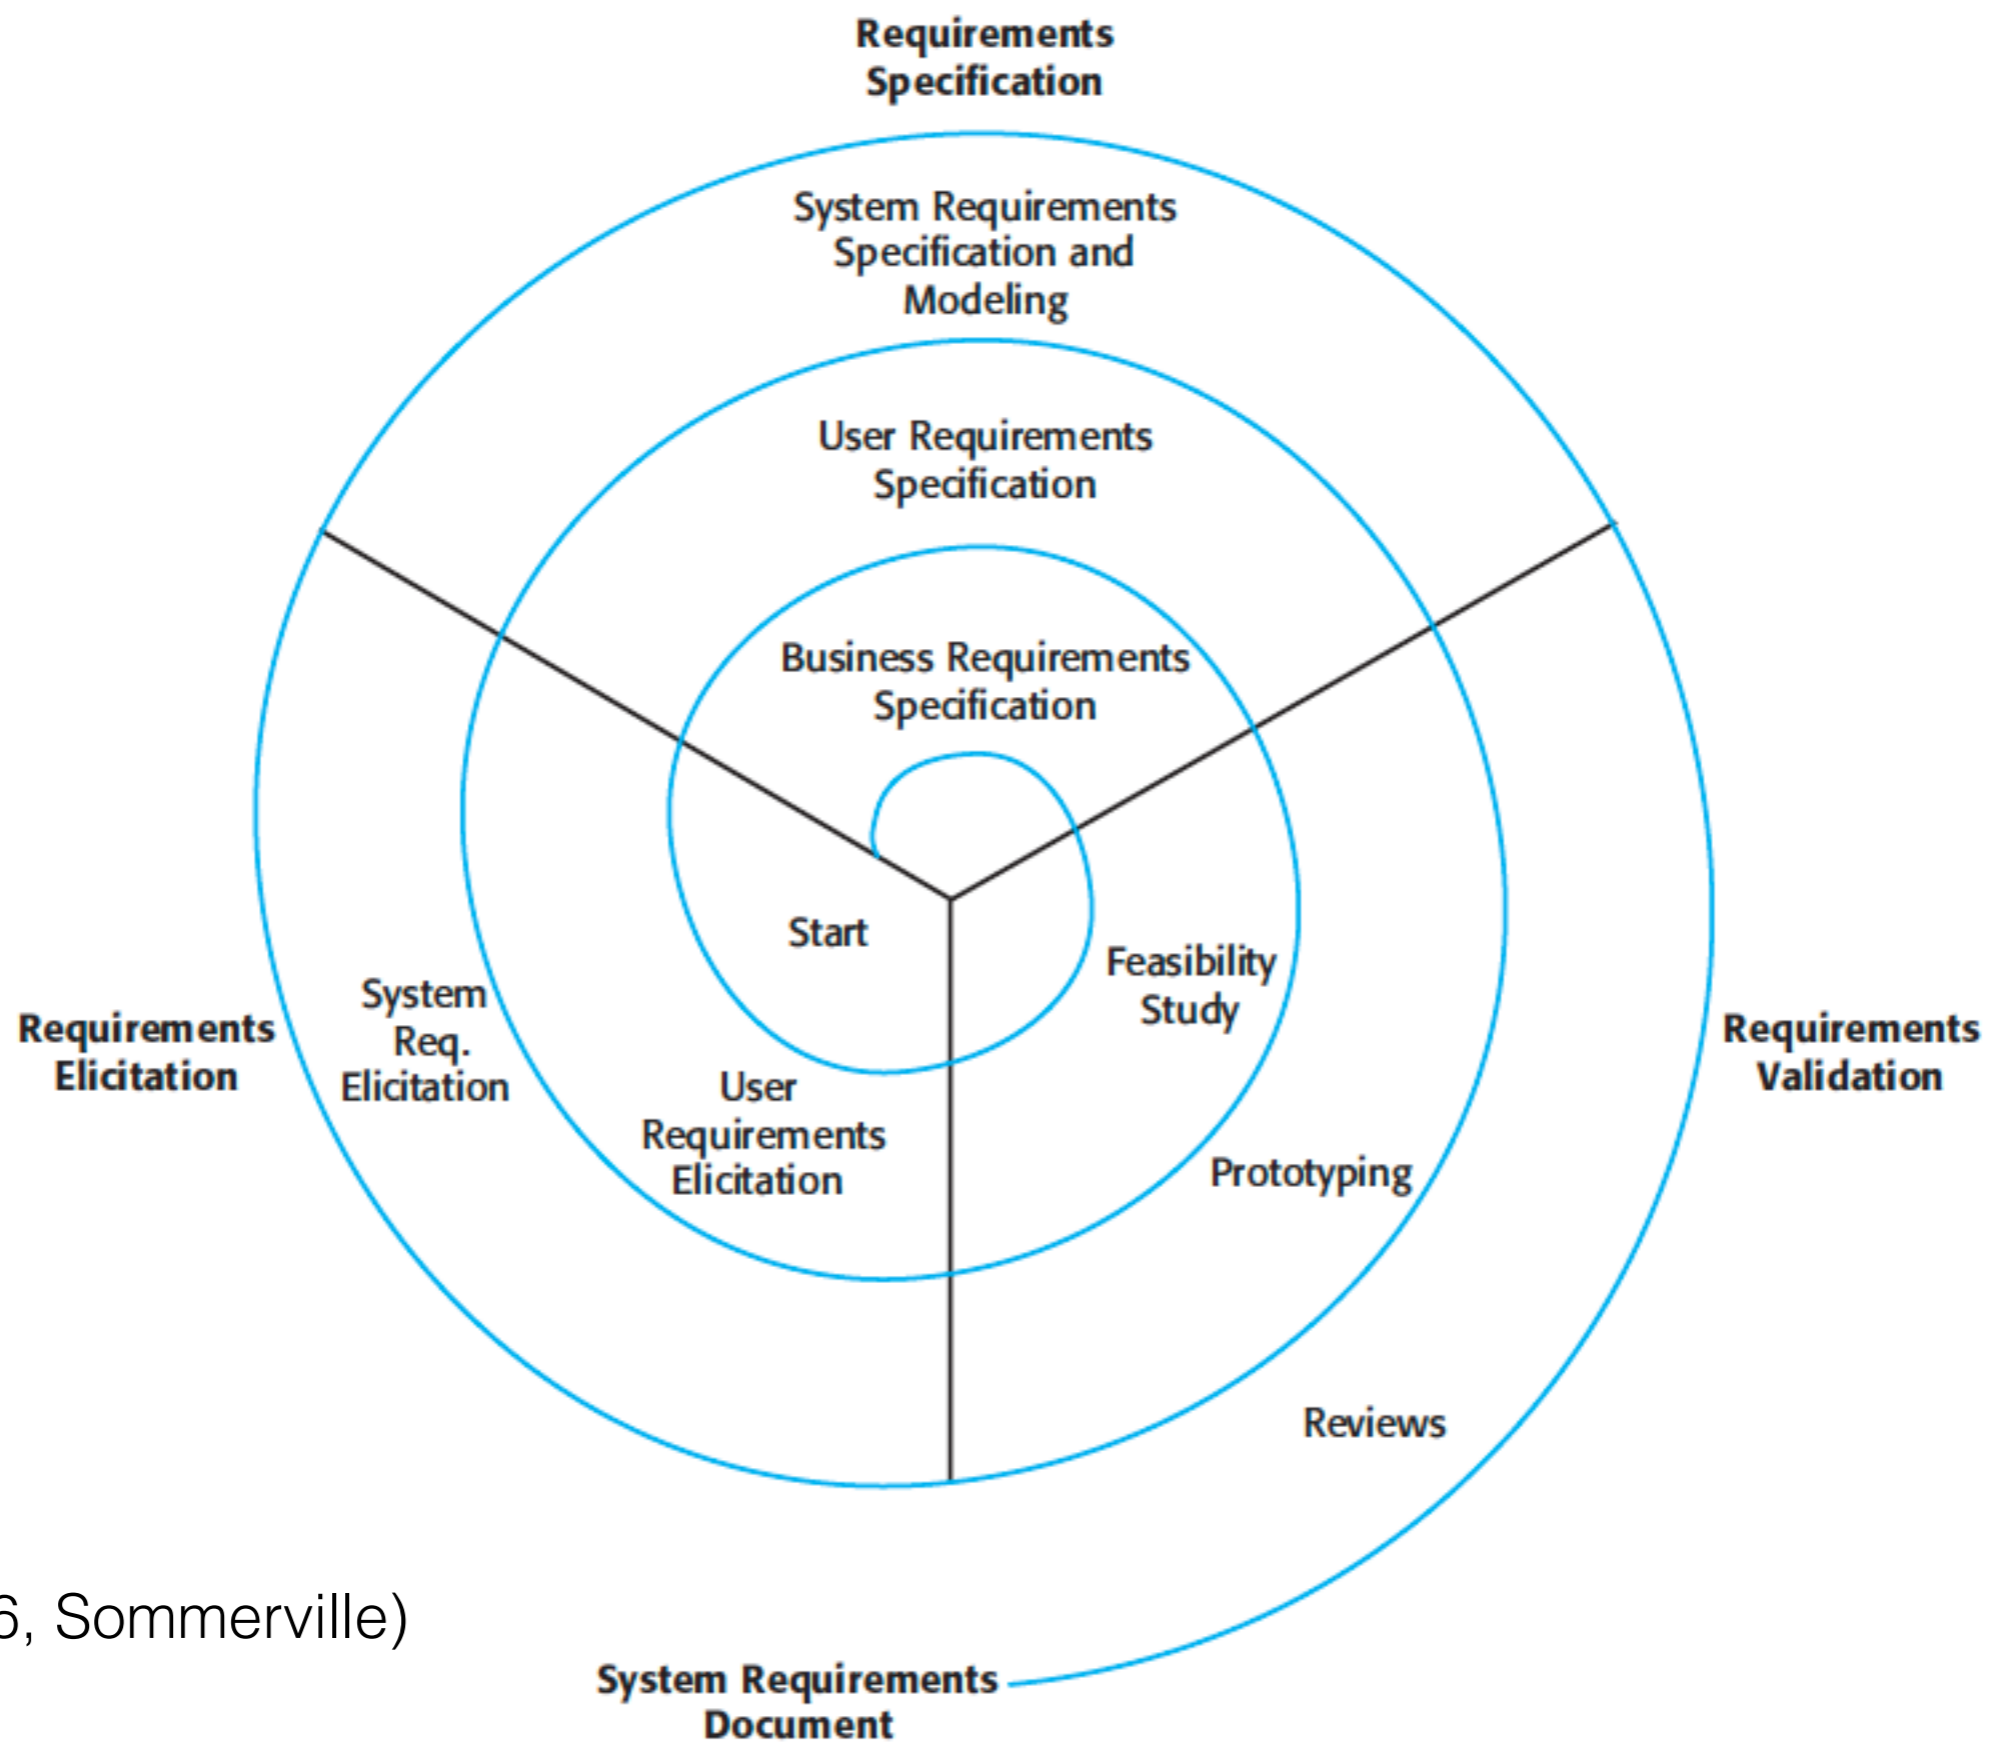 Requirements
Specification
System Requirements
Specification and
Modeling
User Requirements
Specification
Business Requirements
Specification
Start
Feasibility
Study
System
Req.
Elicitation
Requirements
Elicitation
Requirements
Validation
User
Requirements
Elicitation
Prototyping
Reviews
6, Sommerville)
System Requirements
Document